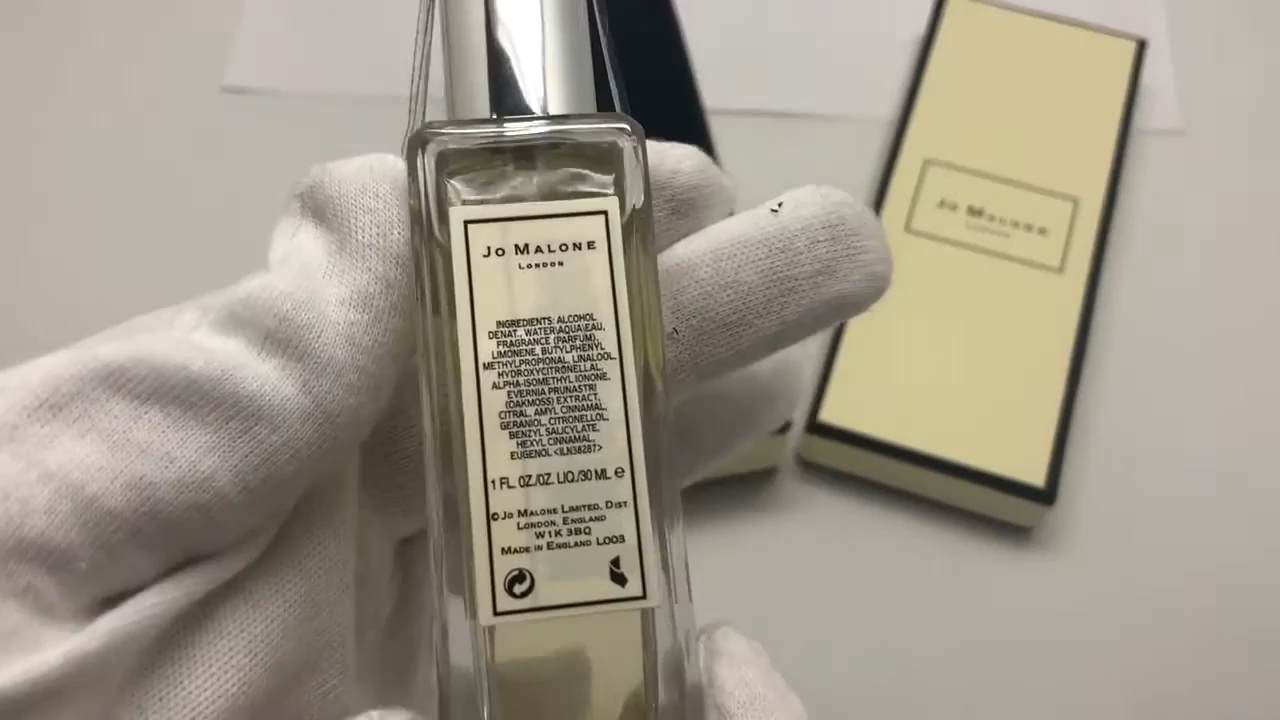 Jo Malone
London
INGREDIENTS: ALCOHOL
DENAT., WATER\AQUA\EAU,
FRAGRANCE (PARFUM),
LIMONENE, BUTYLPHENYL
METHYLPROPIONAL, LINALOOL,
HYDROXYCITRONELLAL,
ALPHA-ISOMETHYL IONONE,
EVERNIA PRUNASTRI
(OAKMOSS) EXTRACT,
CITRAL, AMYL CINNAMAL,
GERANIOL, CITRONELLOL,
BENZYL SALICYLATE,
HEXYL CINNAMAL,
EUGENOL <ILN38287>
1 FL. OZ./OZ. LIQ./30 ML ℮
©Jo Malone Limited, Dist
London, England
W1K 3BQ
Made in England L003
Jo Malone
London